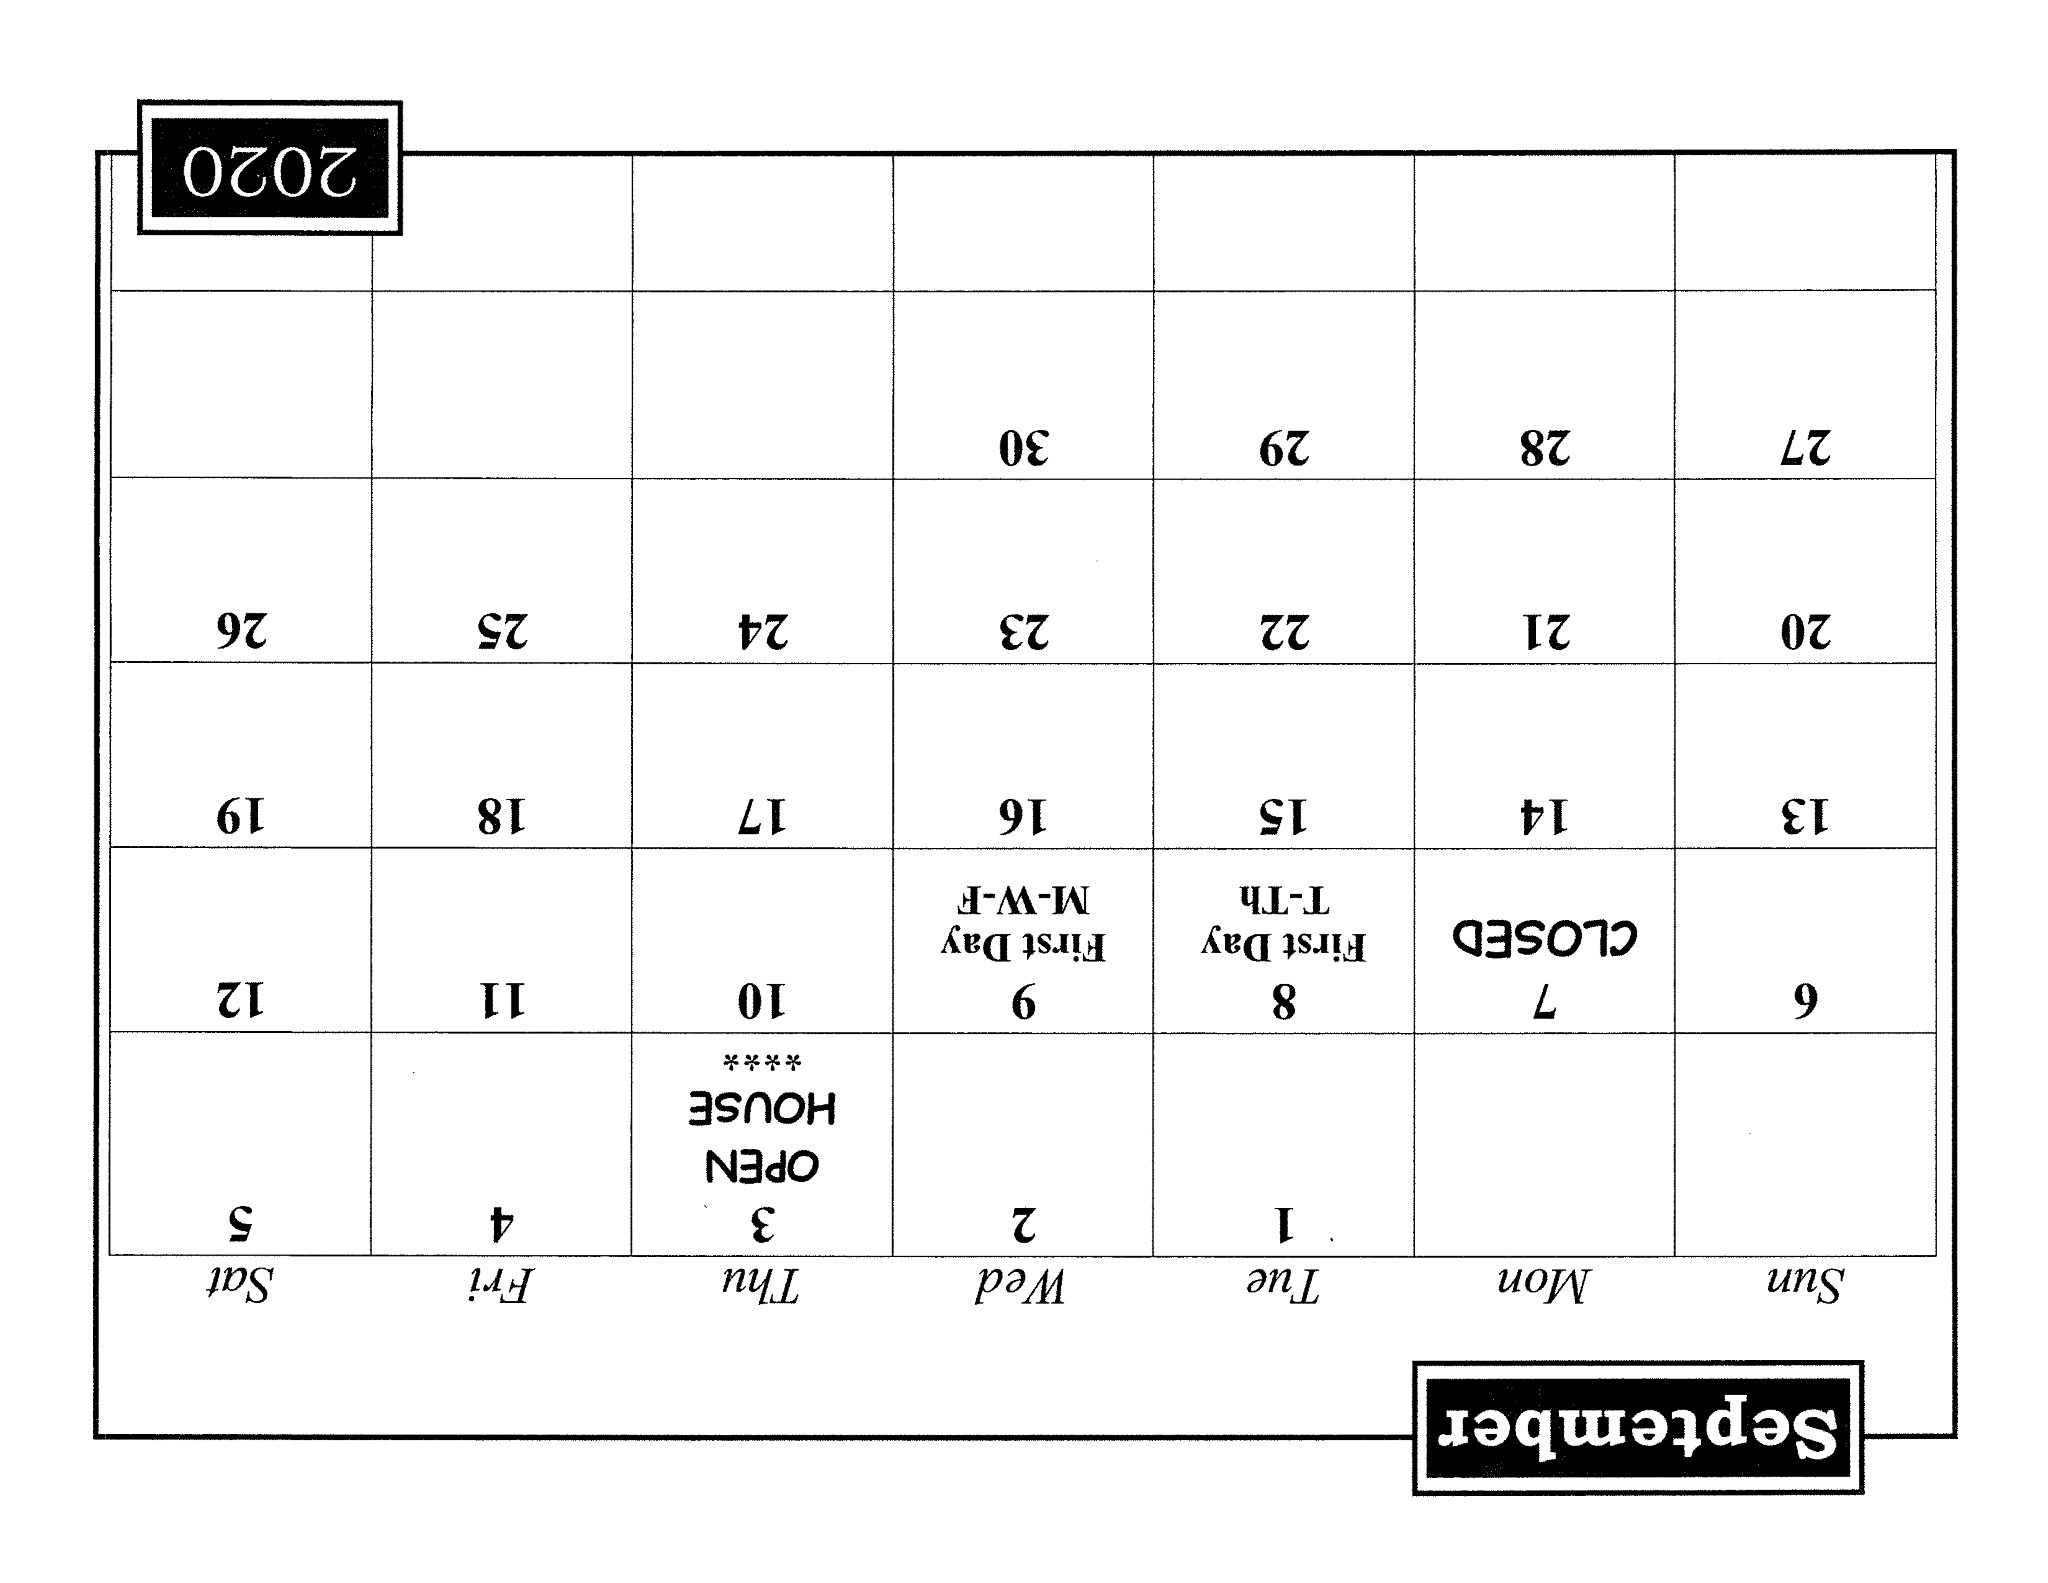 September
Sun Mon Tue Wed Thu Fri Sat
1 2 3 4 5
OPEN
HOUSE
****
6 7 8 9 10 11 12
CLOSED First Day First Day
T-Th M-W-F
13 14 15 16 17 18 19
20 21 22 23 24 25 26
27 28 29 30
2020